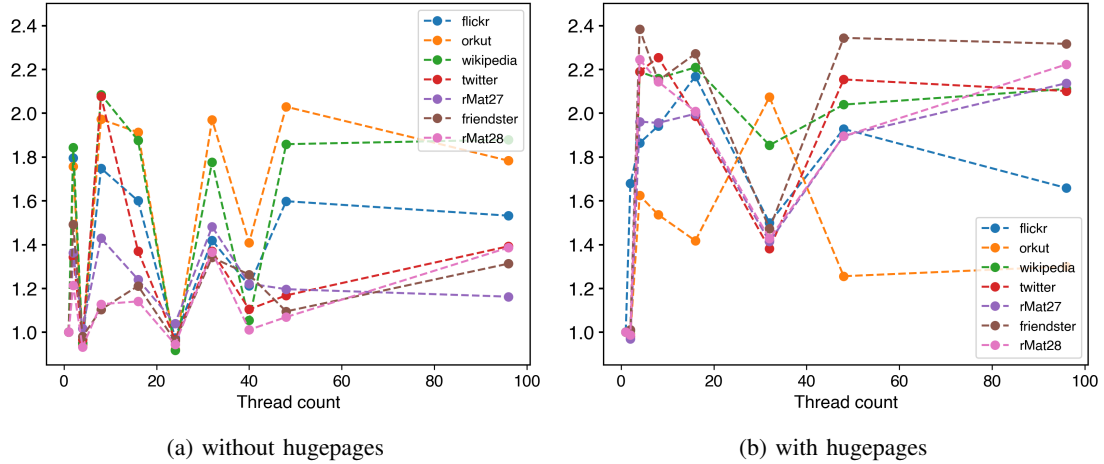 2.4
2.2
2.0
1.8
1.6
1.4
1.2
1.0
0 20 40 60 80 100
Thread count
flickr
orkut
wikipedia
twitter
rMat27
friendster
rMat28
(a) without hugepages
2.4
2.2
2.0
1.8
1.6
1.4
1.2
1.0
0 20 40 60 80 100
Thread count
flickr
orkut
wikipedia
twitter
rMat27
friendster
rMat28
(b) with hugepages